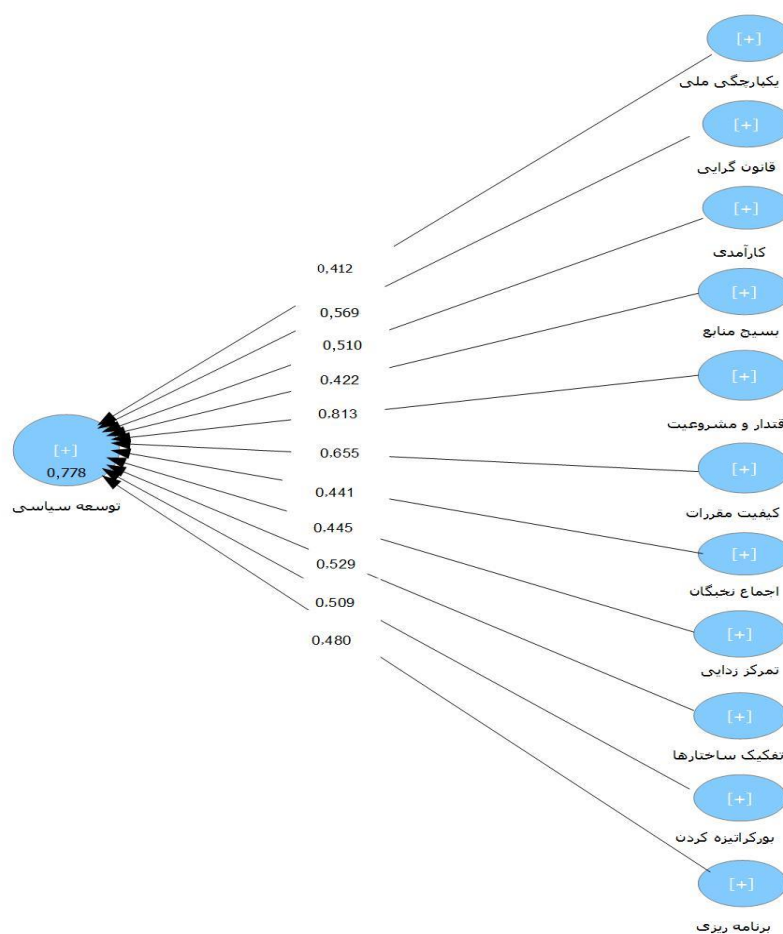 [+]
یکپارچگی ملی
[+]
قانون گرایی
[+]
کارآمدی
[+]
بسیج منابع
[+]
قتدار و مشروعیت
[+]
کیفیت مقررات
[+]
اجماع نخبگان
[+]
تمرکز زدایی
[+]
تفکیک ساختارها
[+]
بورکراتیزه کردن
[+]
برنامه ریزی
0,412
0,569
0,510
0.422
0.813
0.655
0.441
0.445
0.529
0.509
0.480
[+]
0,778
توسعه سیاسی